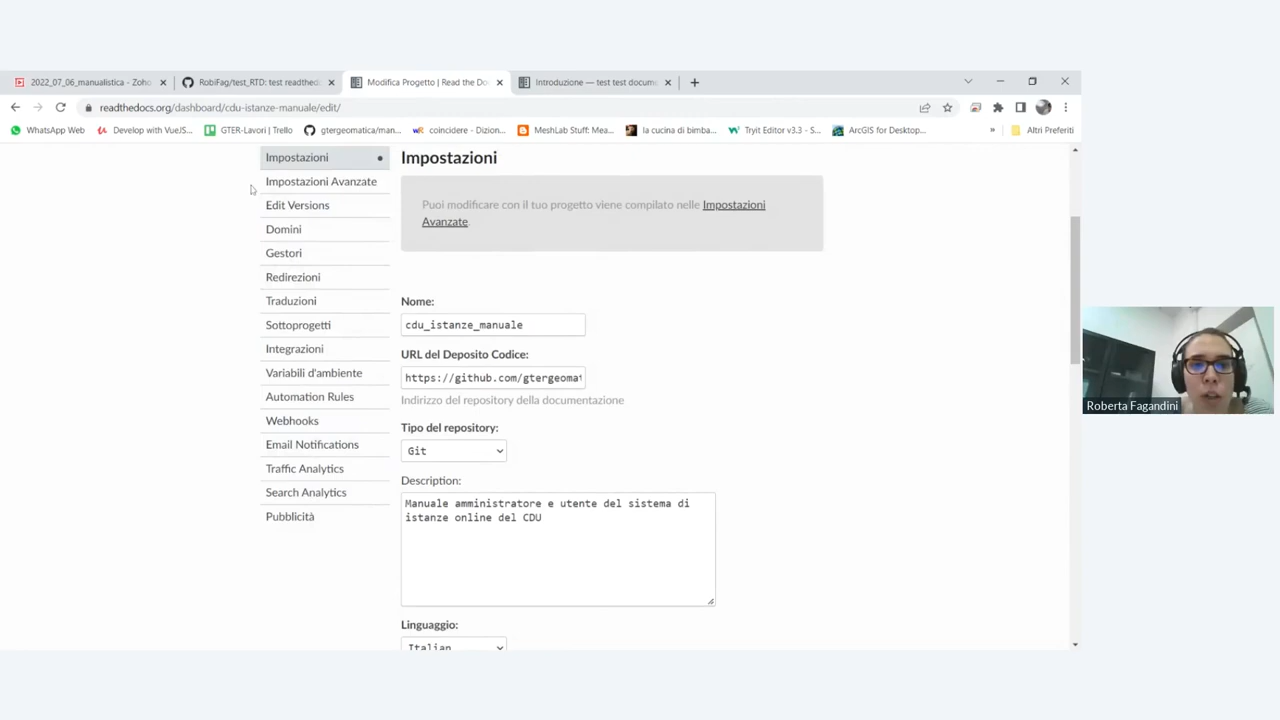 2022_07_06_manualistica - Zoho
RobiFag/test_RTD: test readthed
Modifica Progetto | Read the Do
Introduzione — test test docum
readthedocs.org/dashboard/cdu-istanze-manuale/edit/
WhatsApp Web
Develop with VueJS...
GTER-Lavori | Trello
gtergeomatica/man...
coincidere - Dizion...
MeshLab Stuff: Mea...
la cucina di bimba...
Tryit Editor v3.3 - S...
ArcGIS for Desktop...
»
Altri Preferiti
Impostazioni
Impostazioni Avanzate
Edit Versions
Domini
Gestori
Redirezioni
Traduzioni
Sottoprogetti
Integrazioni
Variabili d'ambiente
Automation Rules
Webhooks
Email Notifications
Traffic Analytics
Search Analytics
Pubblicità
Impostazioni
Puoi modificare con il tuo progetto viene compilato nelle Impostazioni
Avanzate.
Nome:
cdu_istanze_manuale
URL del Deposito Codice:
https://github.com/gtergeomat
Indirizzo del repository della documentazione
Tipo del repository:
Git
Description:
Manuale amministratore e utente del sistema di
istanze online del CDU
Linguaggio:
Italian
Roberta Fagandini